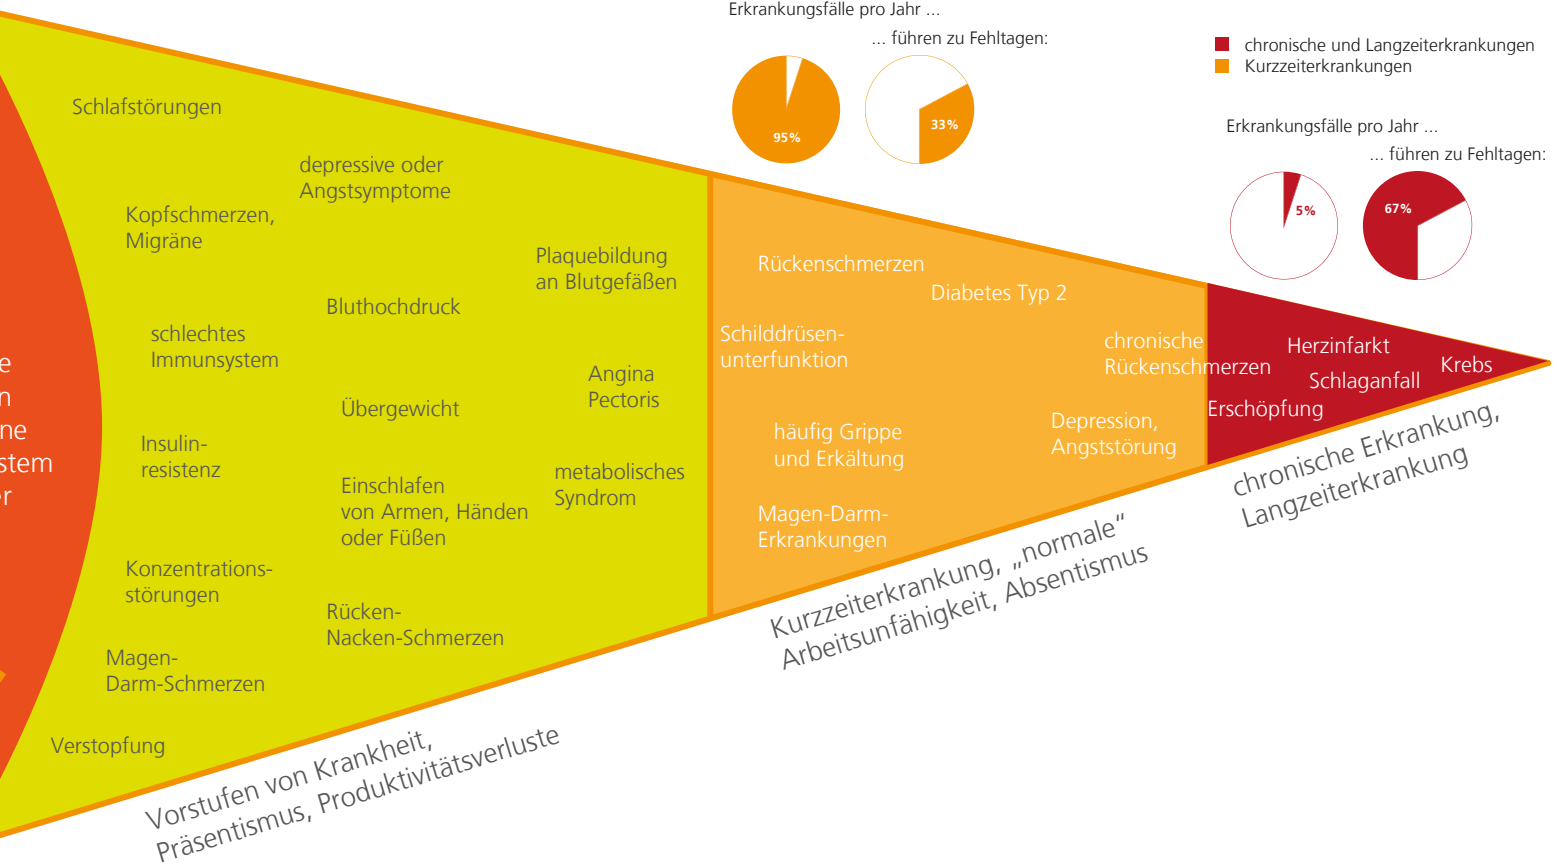 Erkrankungsfälle pro Jahr ...
... führen zu Fehltagen:
95%
33%
chronische und Langzeiterkrankungen
Kurzzeiterkrankungen
Erkrankungsfälle pro Jahr ...
... führen zu Fehltagen:
5%
67%
Schlafstörungen
depressive oder
Angstsymptome
Kopfschmerzen,
Migräne
Plaquebildung
an Blutgefäßen
Bluthochdruck
schlechtes
Immunsystem
Angina
Pectoris
Übergewicht
Insulin-
resistenz
metabolisches
Syndrom
Einschlafen
von Armen, Händen
oder Füßen
Konzentrations-
störungen
Rücken-
Nacken-Schmerzen
Magen-
Darm-Schmerzen
Verstopfung
Rückenschmerzen
Diabetes Typ 2
Schilddrüsen-
unterfunktion
chronische
Rückenschmerzen
häufig Grippe
und Erkältung
Depression,
Angststörung
Magen-Darm-
Erkrankungen
Herzinfarkt
Krebs
Schlaganfall
Erschöpfung
e
n
ne
stem
er
Vorstufen von Krankheit,
Präsentismus, Produktivitätsverluste
Kurzzeiterkrankung, „normale“
Arbeitsunfähigkeit, Absentismus
chronische Erkrankung,
Langzeiterkrankung